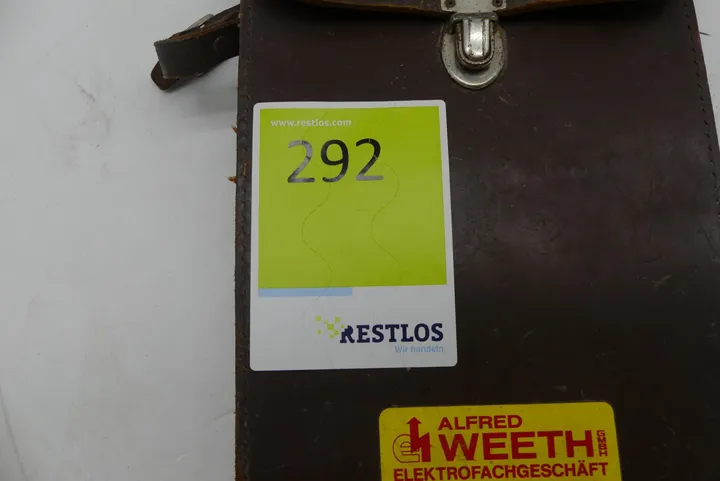 www.restlos.com
292
RESTLOS
Wir handeln
ALFRED
WEETH GMBH
ELEKTROFACHGESCHÄFT